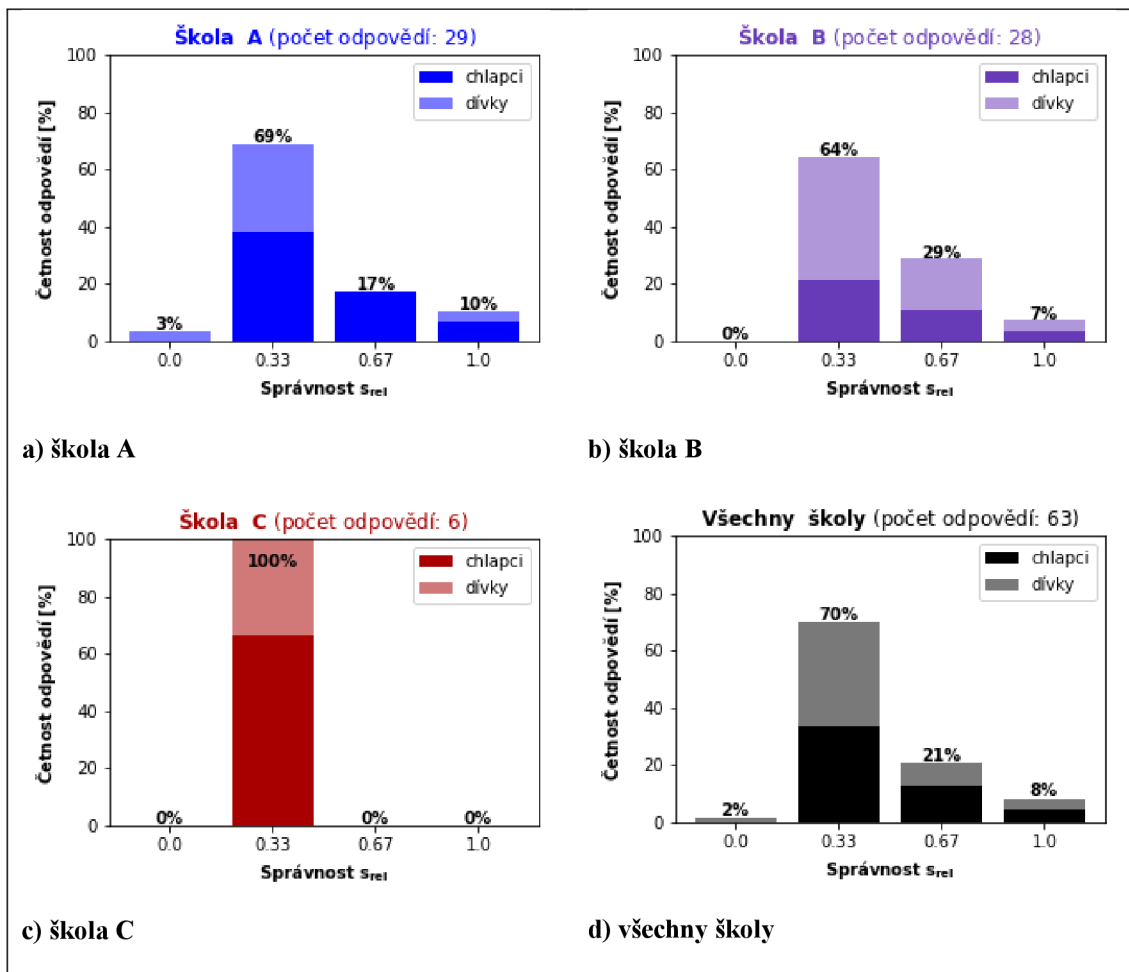 Škola A (počet odpovědí: 29)
100
80
60
40
20
0
Četnost odpovědí [%]
chlapci
dívky
3%
69%
17%
10%
0.0 0.33 0.67 1.0
Správnost srel
a) škola A
Škola B (počet odpovědí: 28)
100
80
60
40
20
0
Četnost odpovědí [%]
chlapci
dívky
0%
64%
29%
7%
0.0 0.33 0.67 1.0
Správnost srel
b) škola B
Škola C (počet odpovědí: 6)
100
80
60
40
20
0
Četnost odpovědí [%]
chlapci
dívky
0%
100%
0%
0%
0.0 0.33 0.67 1.0
Správnost srel
c) škola C
Všechny školy (počet odpovědí: 63)
100
80
60
40
20
0
Četnost odpovědí [%]
chlapci
dívky
2%
70%
21%
8%
0.0 0.33 0.67 1.0
Správnost srel
d) všechny školy